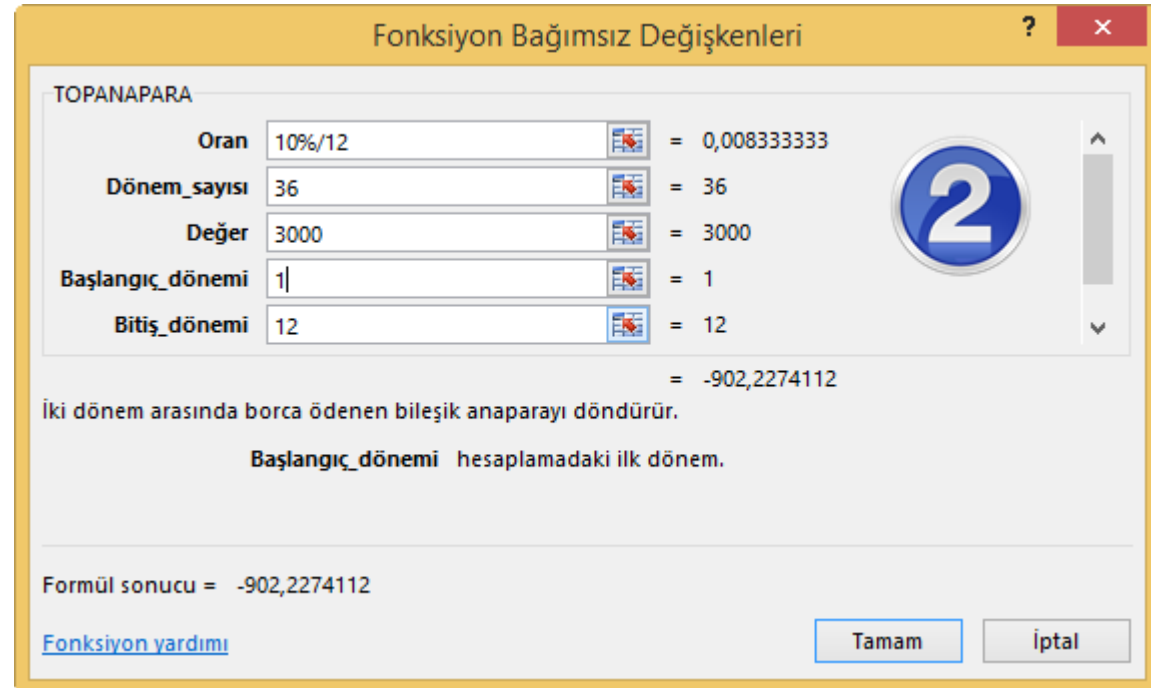 Fonksiyon Bağımsız Değişkenleri ? ×
TOPANAPARA
Oran 10%/12 = 0,008333333
Dönem_sayısı 36 = 36
Değer 3000 = 3000
Başlangıç_dönemi 1 = 1
Bitiş_dönemi 12 = 12
2
= -902,2274112
İki dönem arasında borca ödenen bileşik anaparayı döndürür.
Başlangıç_dönemi hesaplamadaki ilk dönem.
Formül sonucu = -902,2274112
Fonksiyon yardımı
Tamam İptal